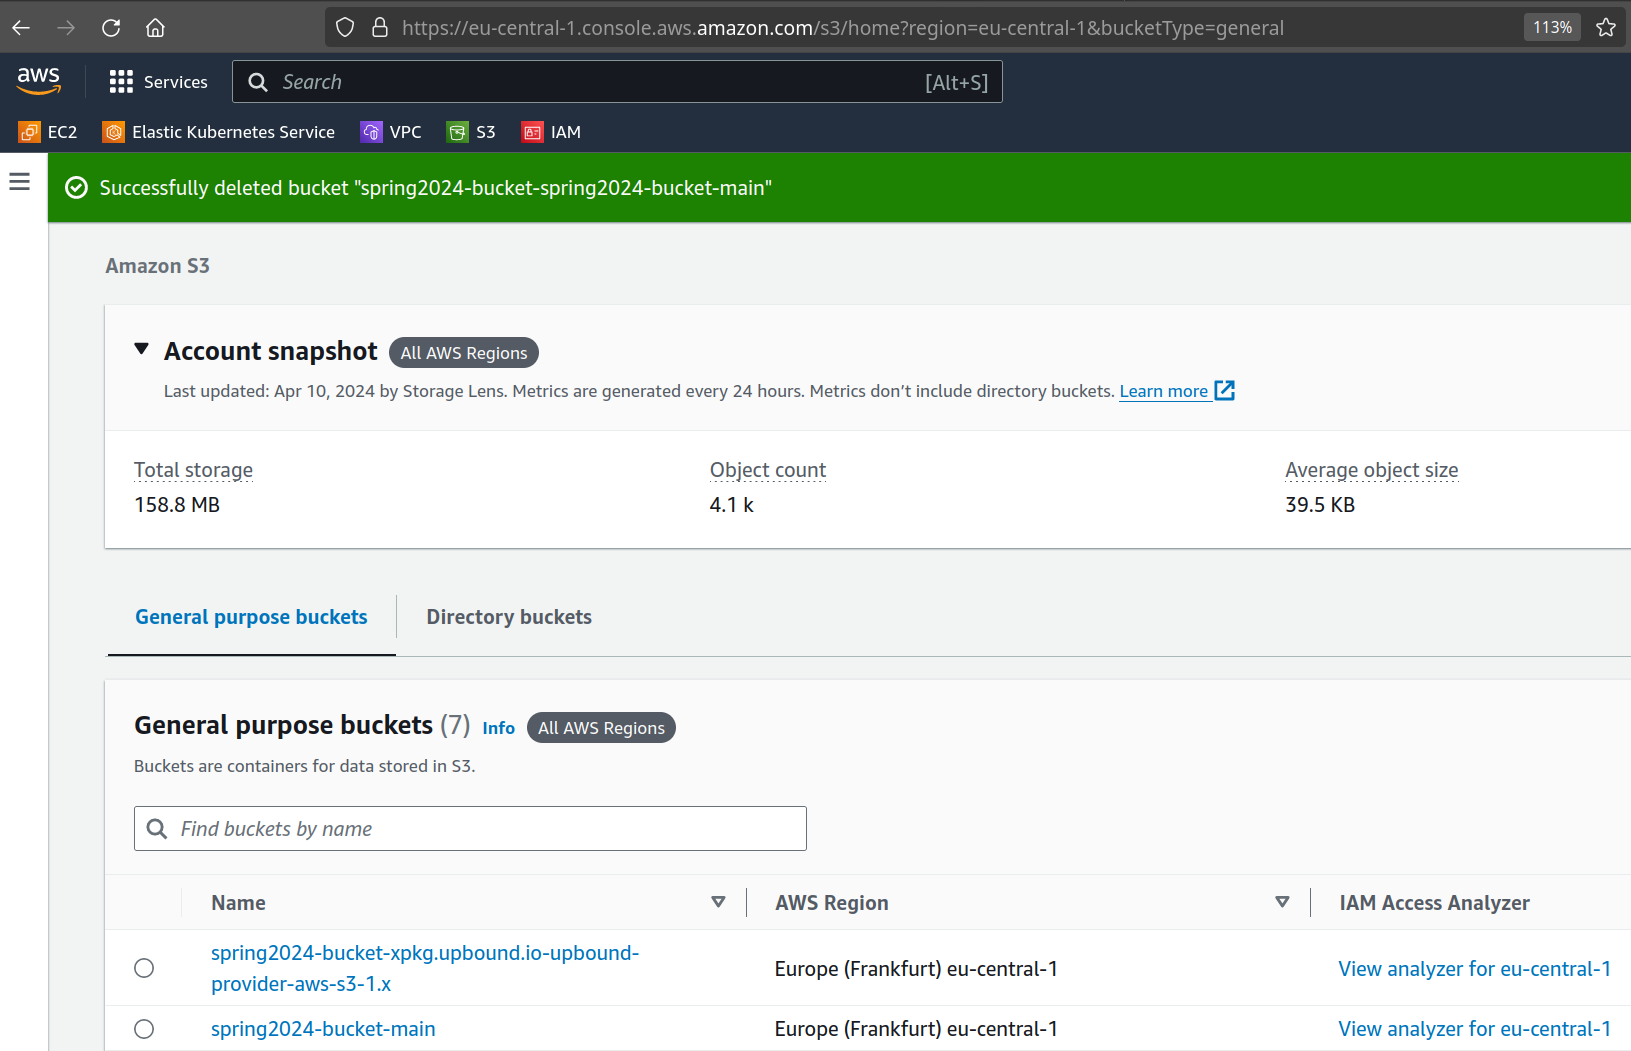 https://eu-central-1.console.aws.amazon.com/s3/home?region=eu-central-1&bucketType=general 113%
aws Services Search [Alt+S]
EC2 Elastic Kubernetes Service VPC S3 IAM
Successfully deleted bucket "spring2024-bucket-spring2024-bucket-main"
Amazon S3
Account snapshot All AWS Regions
Last updated: Apr 10, 2024 by Storage Lens. Metrics are generated every 24 hours. Metrics don’t include directory buckets. Learn more
Total storage Object count Average object size
158.8 MB 4.1 k 39.5 KB
General purpose buckets Directory buckets
General purpose buckets (7) Info All AWS Regions
Buckets are containers for data stored in S3.
Find buckets by name
Name AWS Region IAM Access Analyzer
spring2024-bucket-xpkg.upbound.io-upbound-
provider-aws-s3-1.x Europe (Frankfurt) eu-central-1 View analyzer for eu-central-1
spring2024-bucket-main Europe (Frankfurt) eu-central-1 View analyzer for eu-central-1